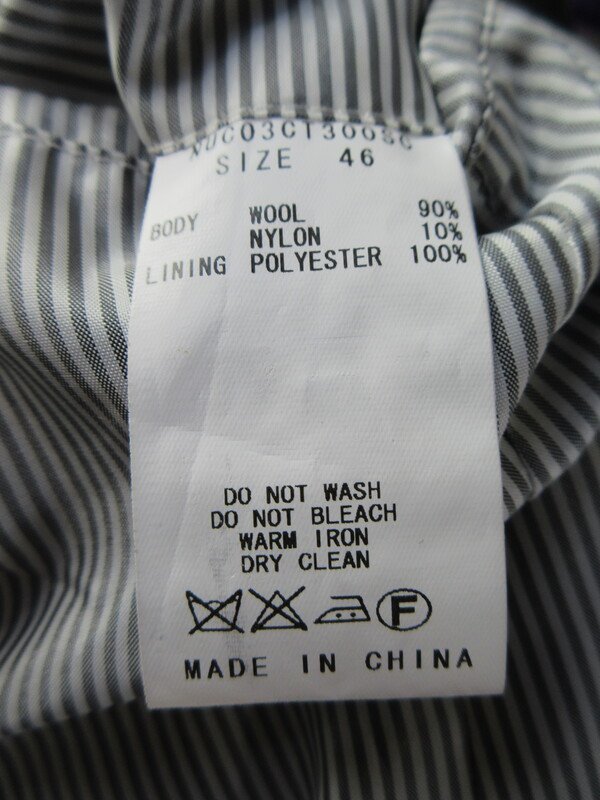 SIZE 46
BODY WOOL 90%
NYLON 10%
LINING POLYESTER 100%
DO NOT WASH
DO NOT BLEACH
WARM IRON
DRY CLEAN
F
MADE IN CHINA